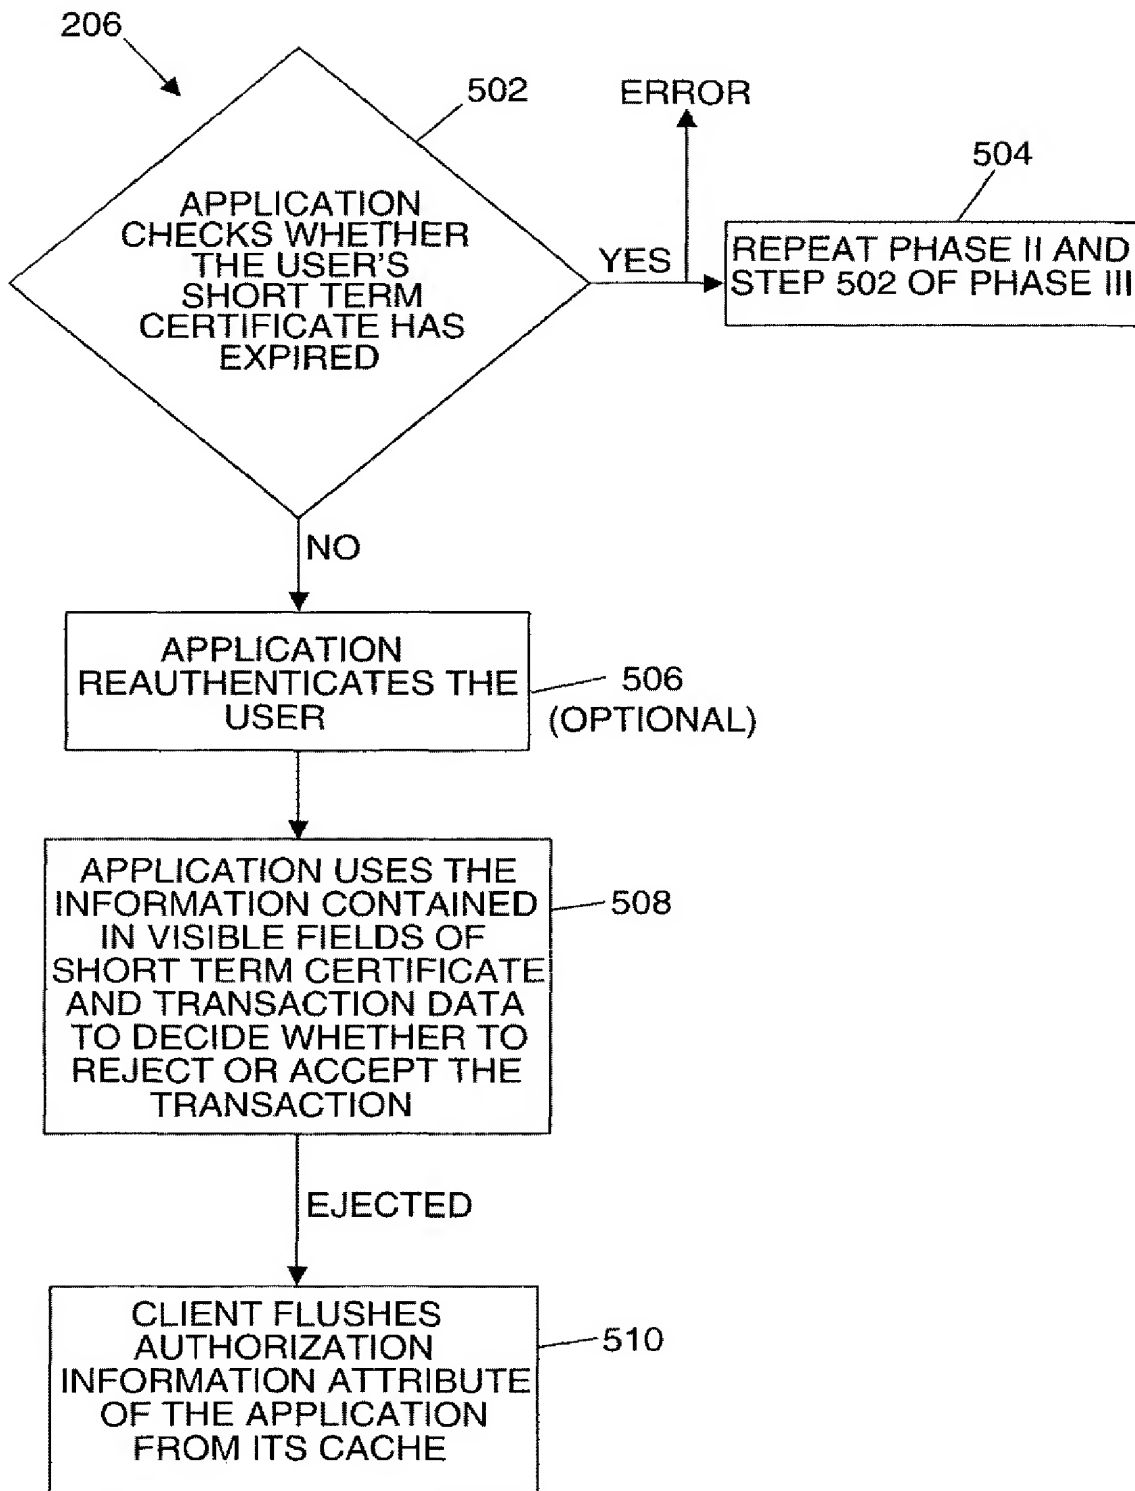 206
502
ERROR
504
APPLICATION
CHECKS WHETHER
THE USER'S
SHORT TERM
CERTIFICATE HAS
EXPIRED
YES
REPEAT PHASE II AND
STEP 502 OF PHASE III
NO
APPLICATION
REAUTHENTICATES THE
USER
506
(OPTIONAL)
APPLICATION USES THE
INFORMATION CONTAINED
IN VISIBLE FIELDS OF
SHORT TERM CERTIFICATE
AND TRANSACTION DATA
TO DECIDE WHETHER TO
REJECT OR ACCEPT THE
TRANSACTION
508
EJECTED
CLIENT FLUSHES
AUTHORIZATION
INFORMATION ATTRIBUTE
OF THE APPLICATION
FROM ITS CACHE
510